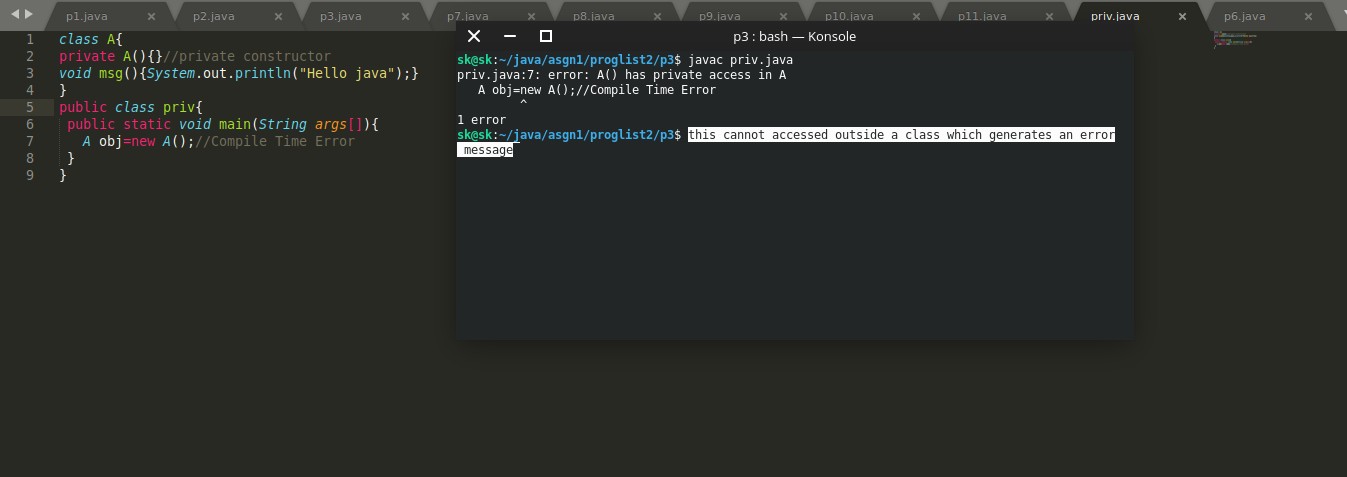 p1.java
p2.java
p3.java
p7.java
p8.java
p9.java
p10.java
p11.java
priv.java
p6.java
1 class A{
2 private A(){}//private constructor
3 void msg(){System.out.println("Hello java");}
4 }
5 public class priv{
6 public static void main(String args[]){
7 A obj=new A();//Compile Time Error
8 }
9 }
p3 : bash — Konsole
sk@sk:~/java/asgn1/proglist2/p3$ javac priv.java
priv.java:7: error: A() has private access in A
A obj=new A();//Compile Time Error
^
1 error
sk@sk:~/java/asgn1/proglist2/p3$ this cannot accessed outside a class which generates an error
message